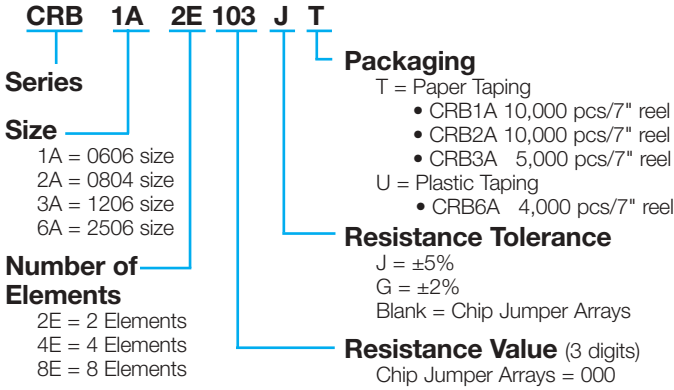 CRB 1A 2E 103 J T
Series
Size
1A = 0606 size
2A = 0804 size
3A = 1206 size
6A = 2506 size
Number of
Elements
2E = 2 Elements
4E = 4 Elements
8E = 8 Elements
Packaging
T = Paper Taping
• CRB1A 10,000 pcs/7" reel
• CRB2A 10,000 pcs/7" reel
• CRB3A 5,000 pcs/7" reel
U = Plastic Taping
• CRB6A 4,000 pcs/7" reel
Resistance Tolerance
J = ±5%
G = ±2%
Blank = Chip Jumper Arrays
Resistance Value (3 digits)
Chip Jumper Arrays = 000